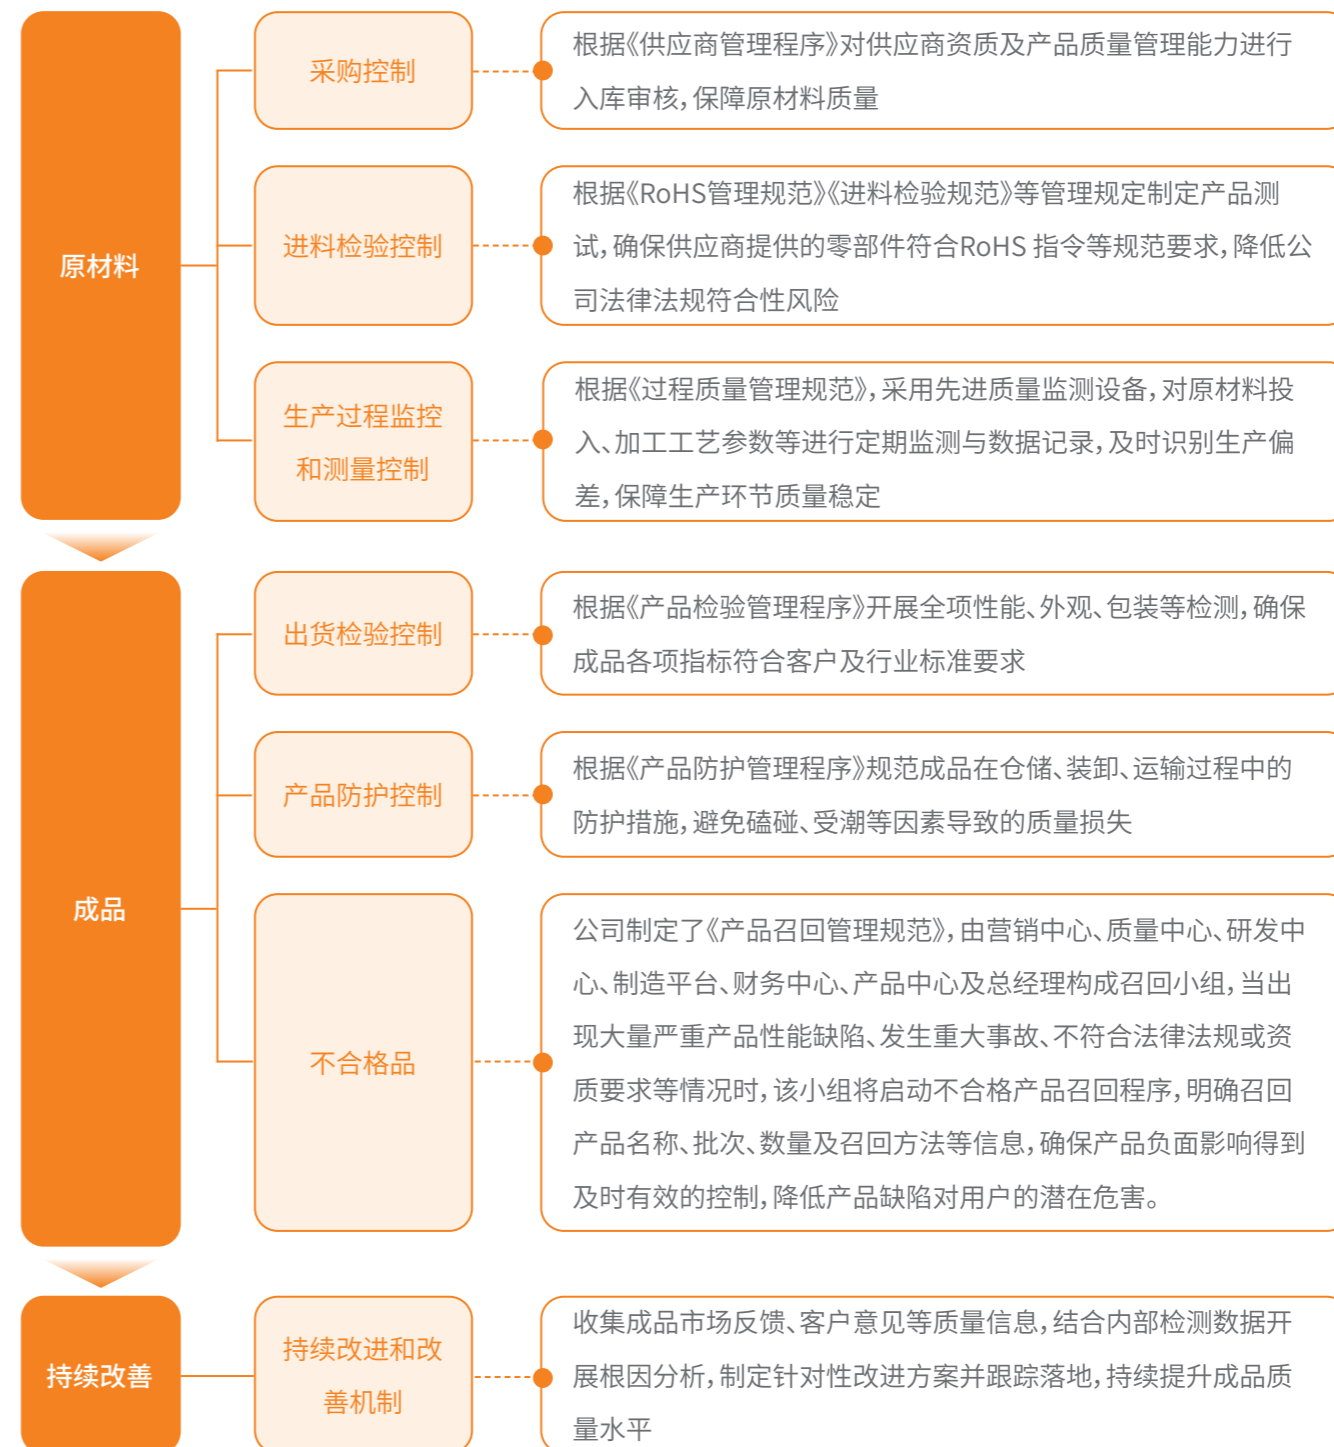 原材料
采购控制
根据《供应商管理程序》对供应商资质及产品质量管理能力进行
入库审核，保障原材料质量
进料检验控制
根据《RoHS管理规范》《进料检验规范》等管理规定制定产品测
试，确保供应商提供的零部件符合RoHS 指令等规范要求，降低公
司法律法规符合性风险
生产过程监控
和测量控制
根据《过程质量管理规范》，采用先进质量监测设备，对原材料投
入、加工工艺参数等进行定期监测与数据记录，及时识别生产偏
差，保障生产环节质量稳定
成品
出货检验控制
根据《产品检验管理程序》开展全项性能、外观、包装等检测，确保
成品各项指标符合客户及行业标准要求
产品防护控制
根据《产品防护管理程序》规范成品在仓储、装卸、运输过程中的
防护措施，避免磕碰、受潮等因素导致的质量损失
不合格品
公司制定了《产品召回管理规范》，由营销中心、质量中心、研发中
心、制造平台、财务中心、产品中心及总经理构成召回小组，当出
现大量严重产品性能缺陷、发生重大事故、不符合法律法规或资
质要求等情况时，该小组将启动不合格产品召回程序，明确召回
产品名称、批次、数量及召回方法等信息，确保产品负面影响得到
及时有效的控制，降低产品缺陷对用户的潜在危害。
持续改善
持续改进和改
善机制
收集成品市场反馈、客户意见等质量信息，结合内部检测数据开
展根因分析，制定针对性改进方案并跟踪落地，持续提升成品质
量水平